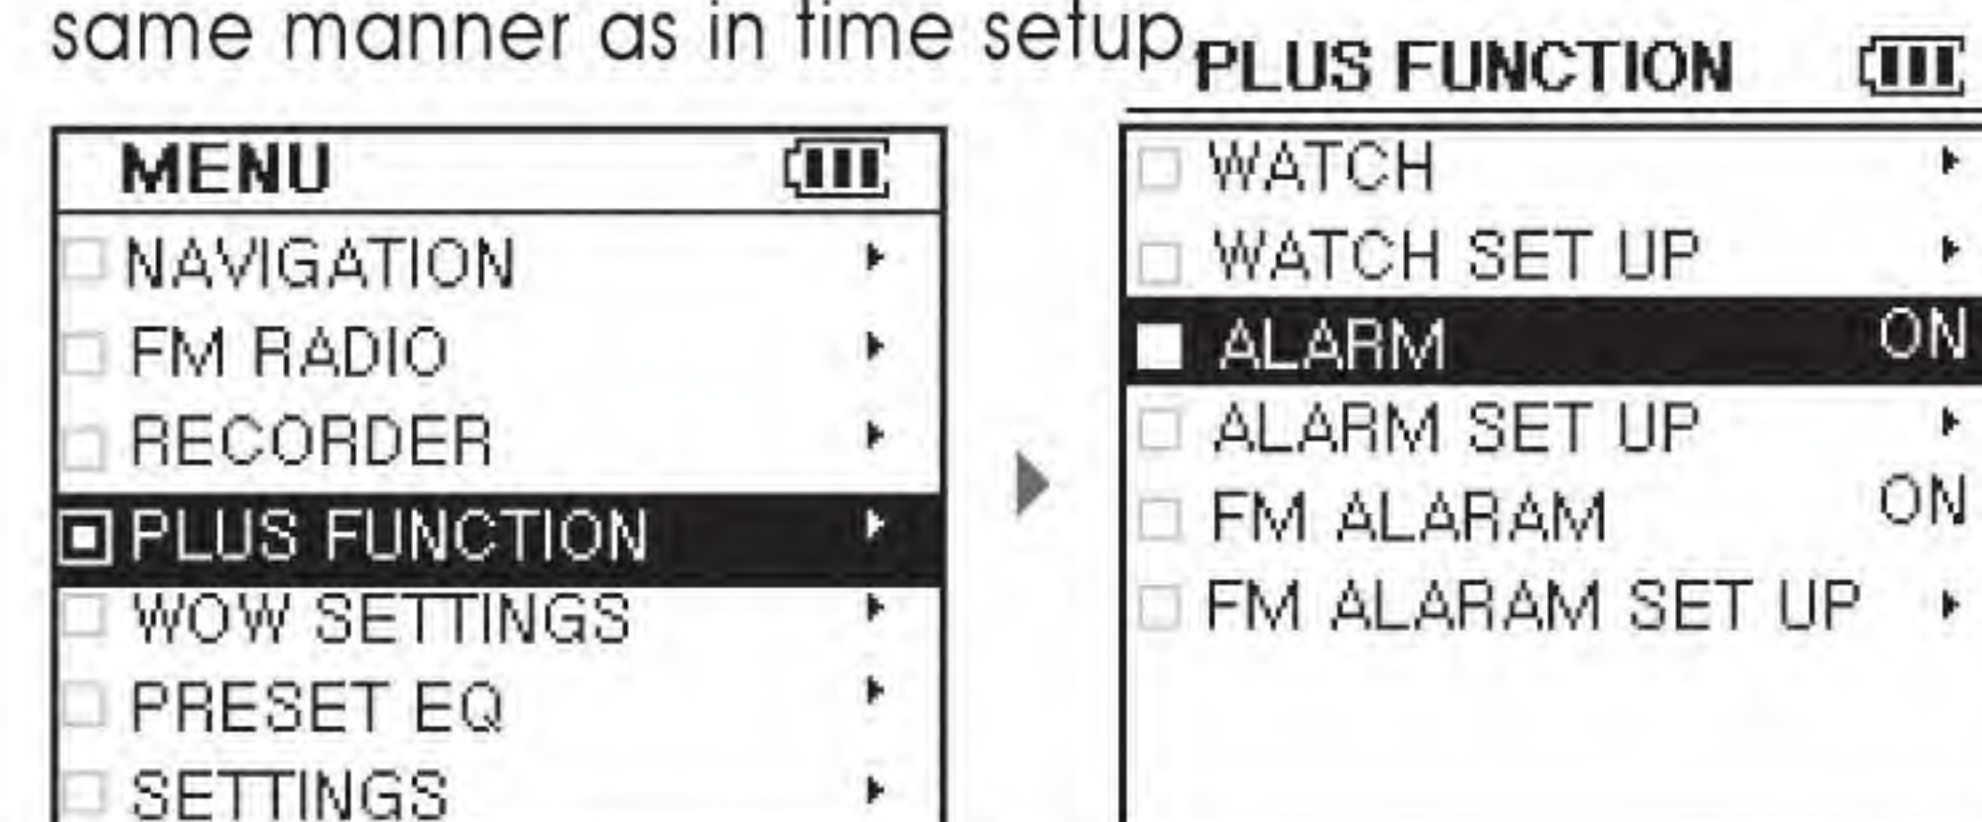 same manner as in time setup
MENU
NAVIGATION
FM RADIO
RECORDER
PLUS FUNCTION
WOW SETTINGS
PRESET EQ
SETTINGS
PLUS FUNCTION
WATCH
WATCH SET UP
ALARM ON
ALARM SET UP
FM ALARAM ON
FM ALARAM SET UP